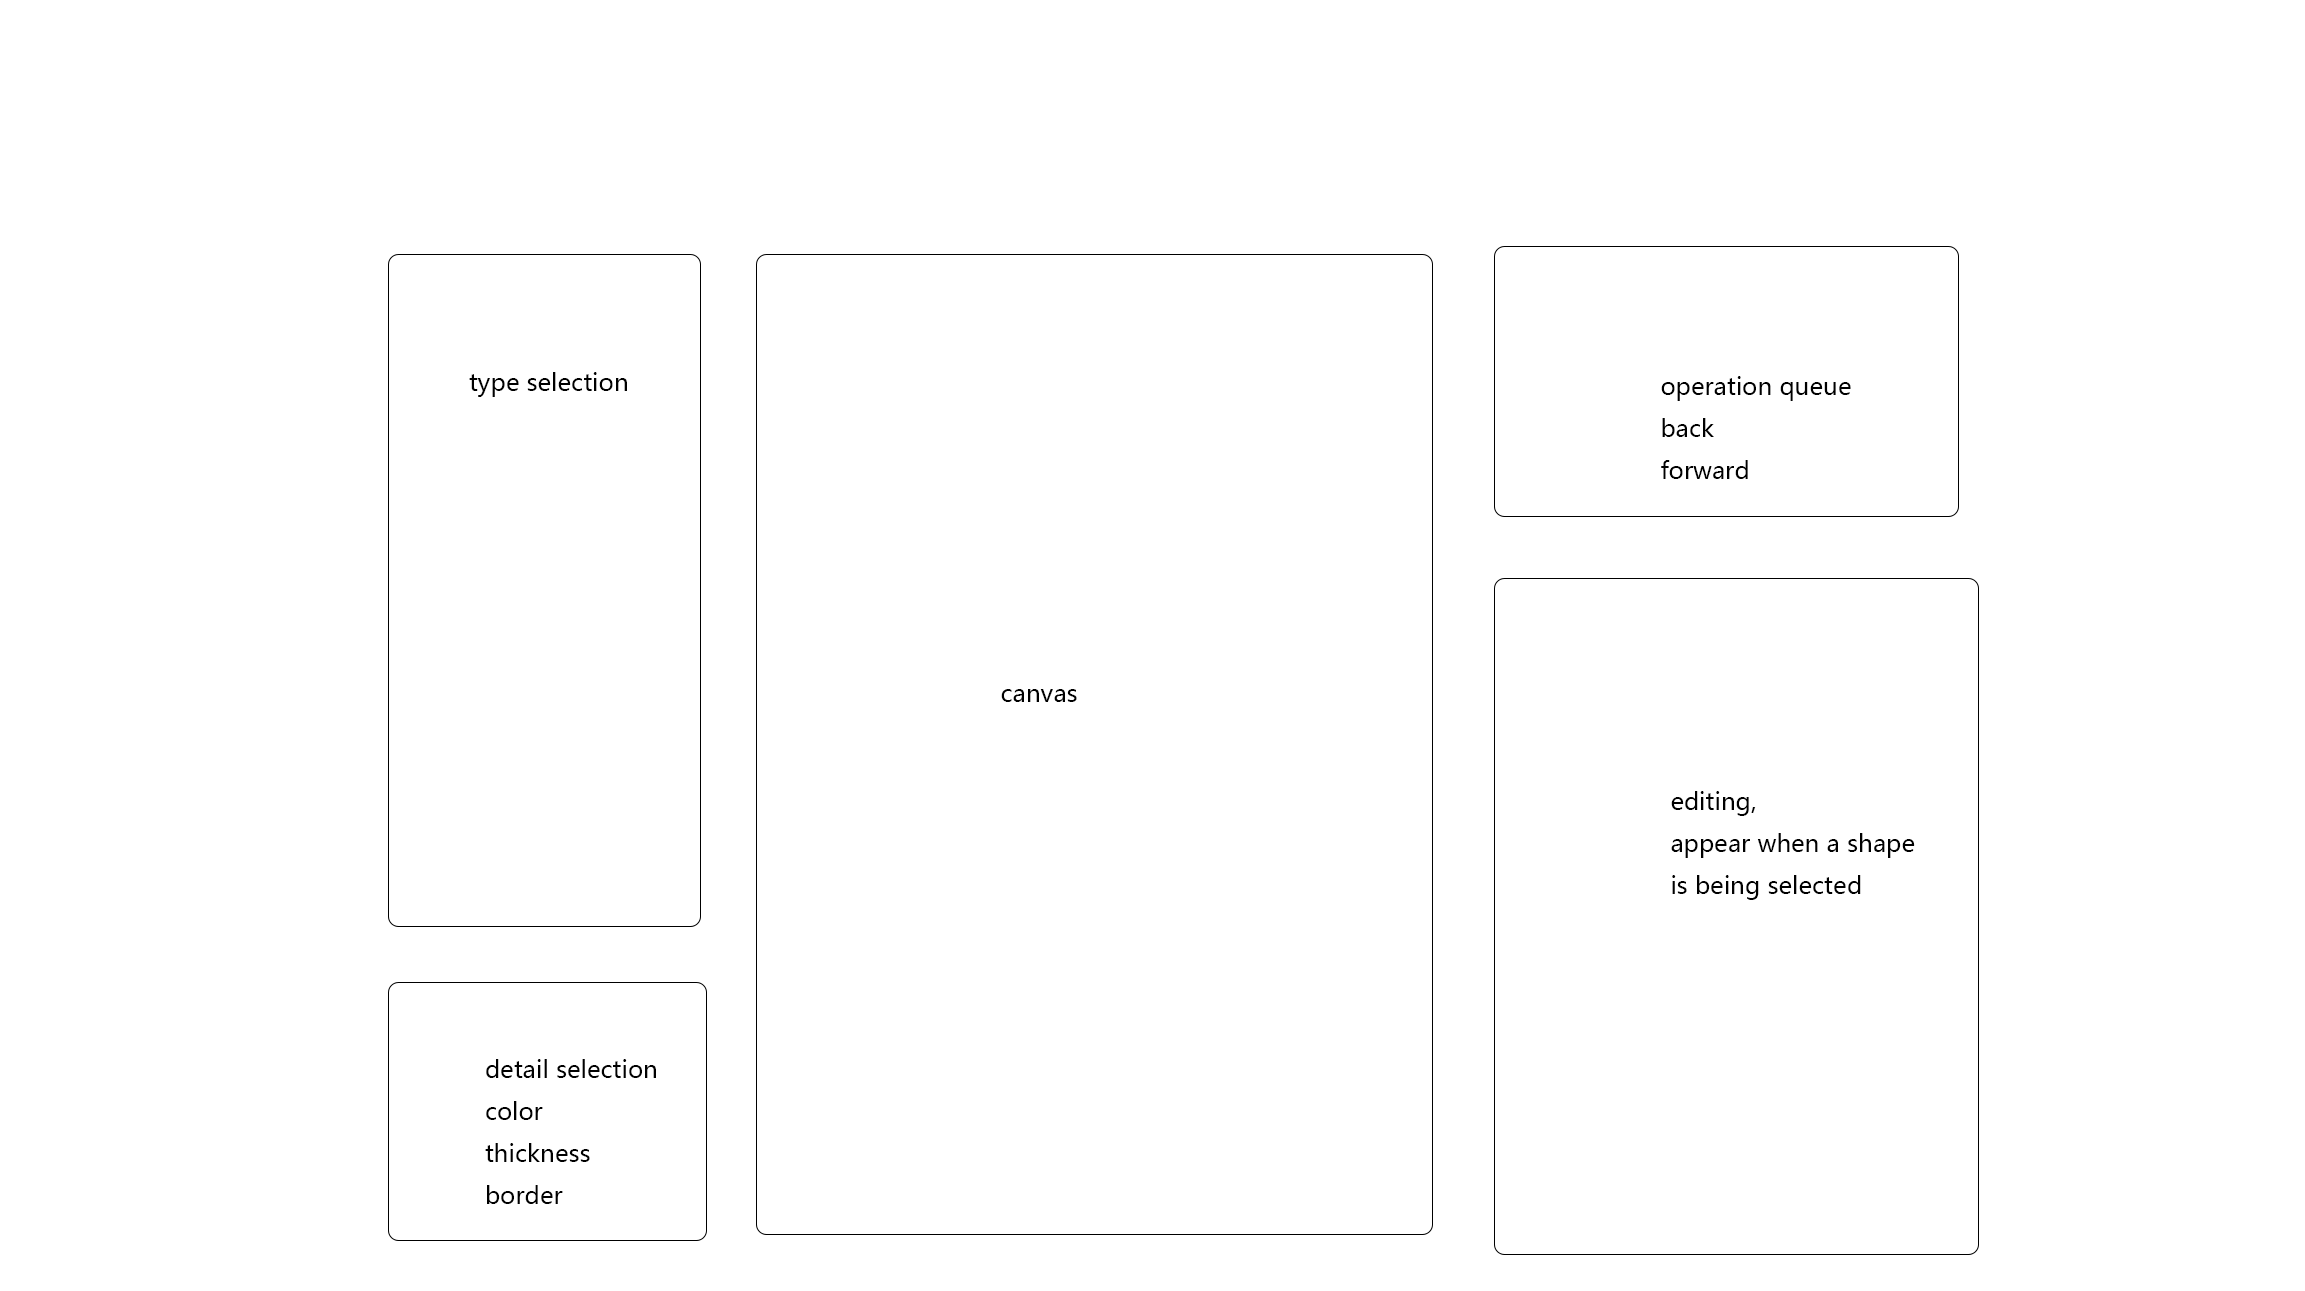 type selection
detail selection
color
thickness
border
canvas
operation queue
back
forward
editing,
appear when a shape
is being selected